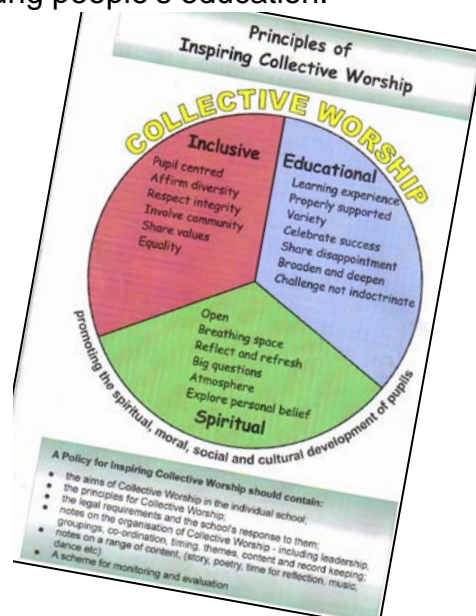 ung people's education.
Principles of
Inspiring Collective Worship
COLLECTIVE WORSHIP
Inclusive
Pupil centred
Affirm diversity
Respect integrity
Involve community
Share values
Equality
Educational
Learning experience
Properly supported
Variety
Celebrate success
Share disappointment
Broaden and deepen
Challenge not indoctrinate
Open
Breathing space
Reflect and refresh
Big questions
Atmosphere
Explore personal belief
Spiritual
promoting the spiritual, moral, social and cultural development of pupils
A Policy for Inspiring Collective Worship should contain:
• the aims of Collective Worship in the individual school;
• the principles for Collective Worship;
• the legal requirements and the school's response to them;
• notes on the organisation of Collective Worship - including leadership,
groupings, co-ordination, timing, themes, content and record keeping;
• notes on a range of content, (story, poetry, time for reflection, music,
dance etc)
• A scheme for monitoring and evaluation